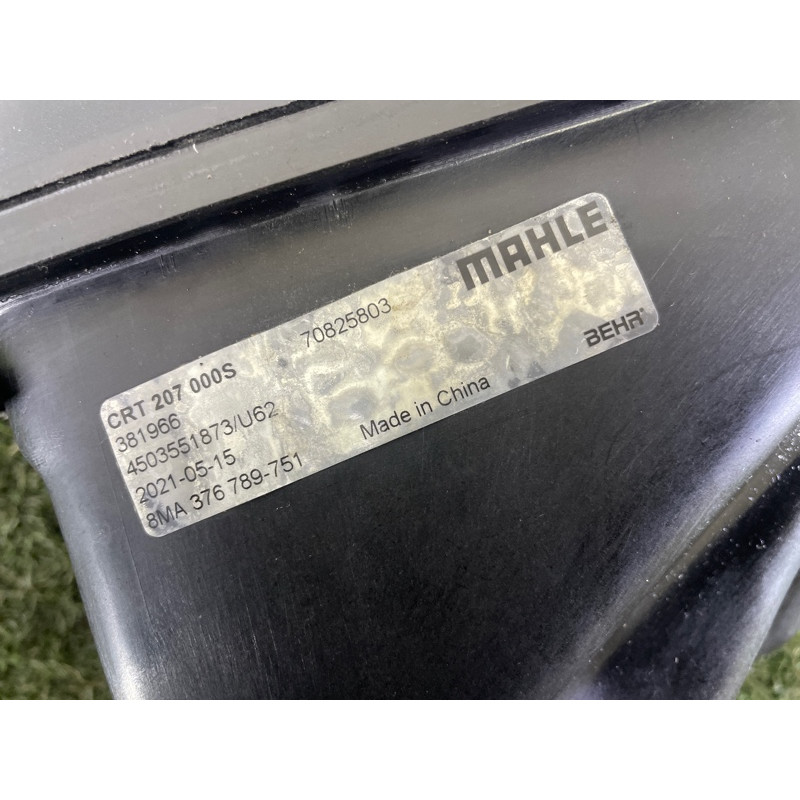 MAHLE
BEHR®
70825803
CRT 207 000S
381966
4503551873/U62
2021-05-15
8MA 376 789-751
Made in China